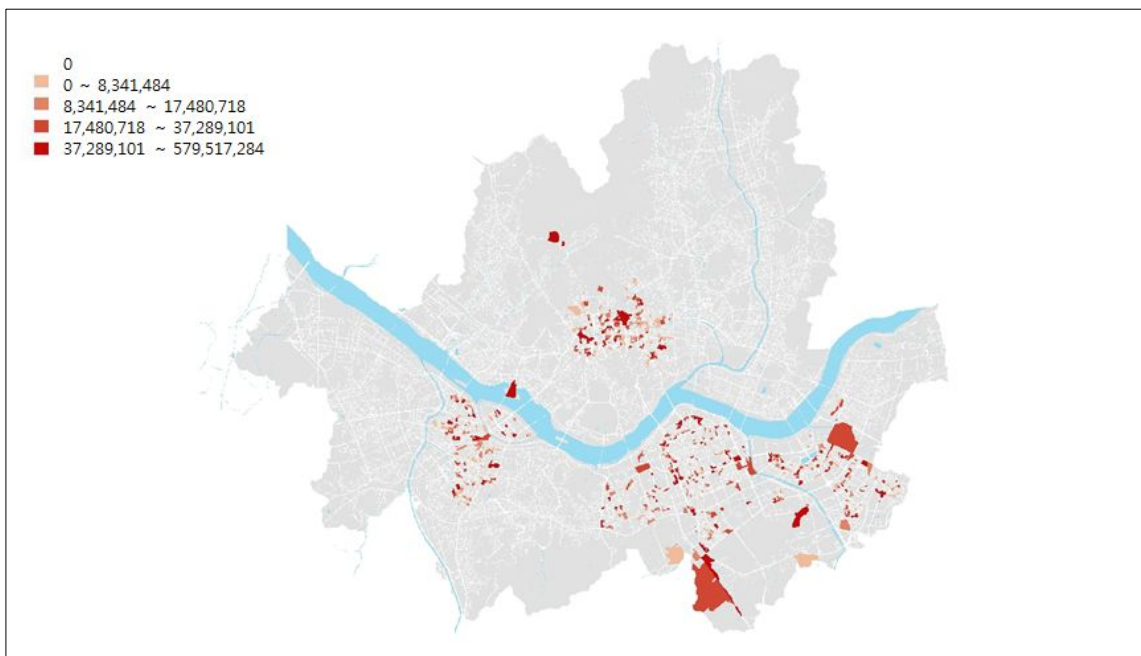 0
0 ~ 8,341,484
8,341,484 ~ 17,480,718
17,480,718 ~ 37,289,101
37,289,101 ~ 579,517,284